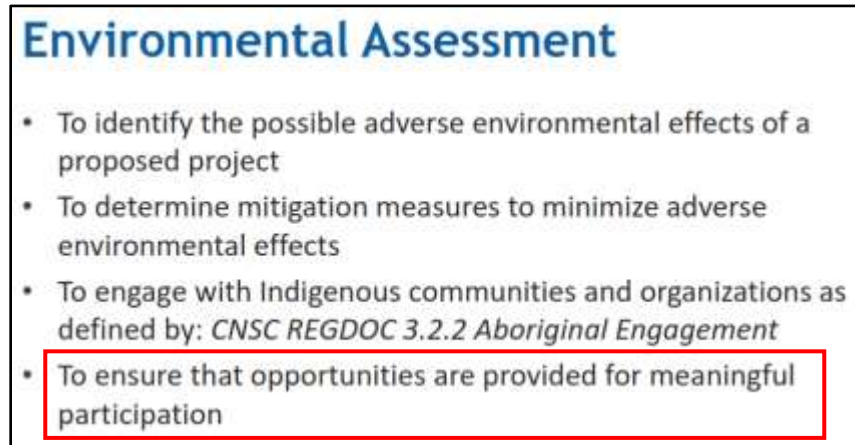 Environmental Assessment
• To identify the possible adverse environmental effects of a
proposed project
• To determine mitigation measures to minimize adverse
environmental effects
• To engage with Indigenous communities and organizations as
defined by: CNSC REGDOC 3.2.2 Aboriginal Engagement
• To ensure that opportunities are provided for meaningful
participation